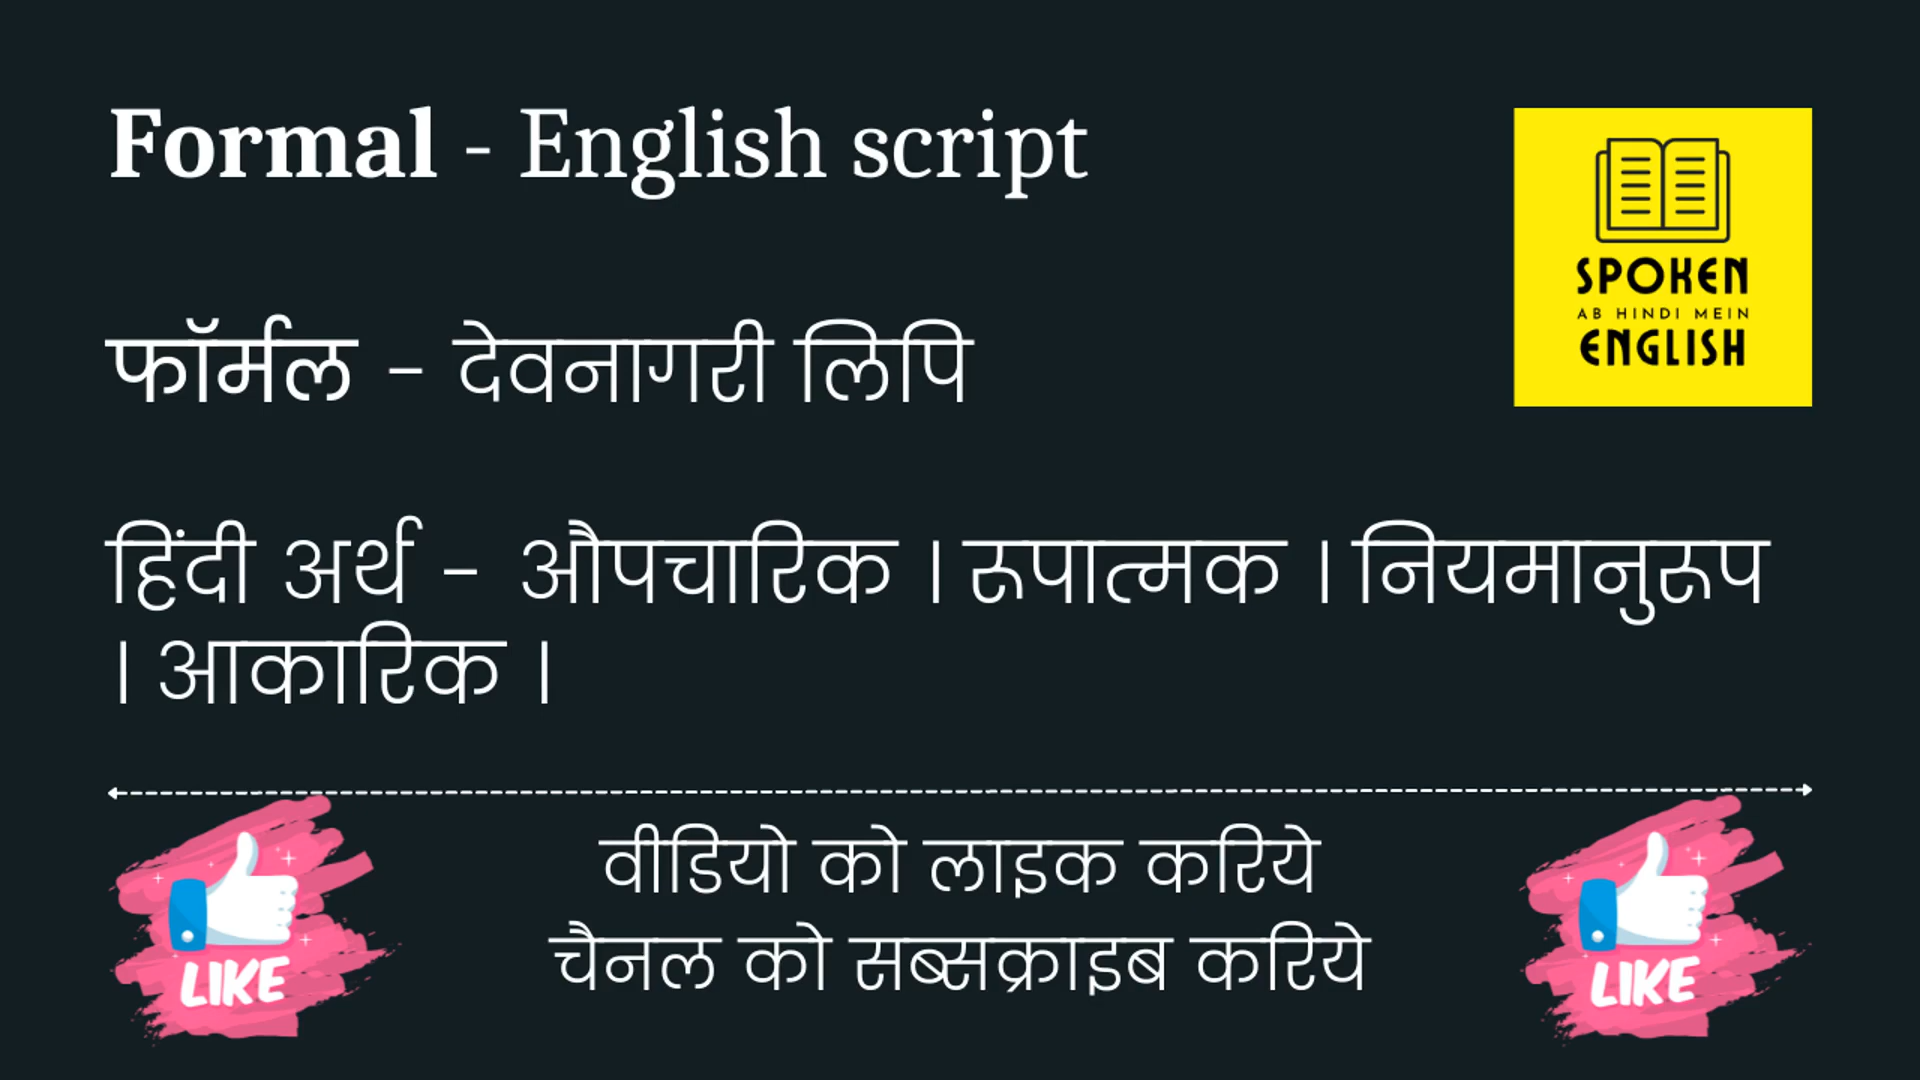 Formal - English script
SPOKEN
AB HINDI MEIN
ENGLISH
फॉर्मल - देवनागरी लिपि
हिंदी अर्थ - औपचारिक । रूपात्मक । नियमानुरूप
। आकारिक ।
वीडियो को लाइक करिये
चैनल को सब्सक्राइब करिये
LIKE
LIKE